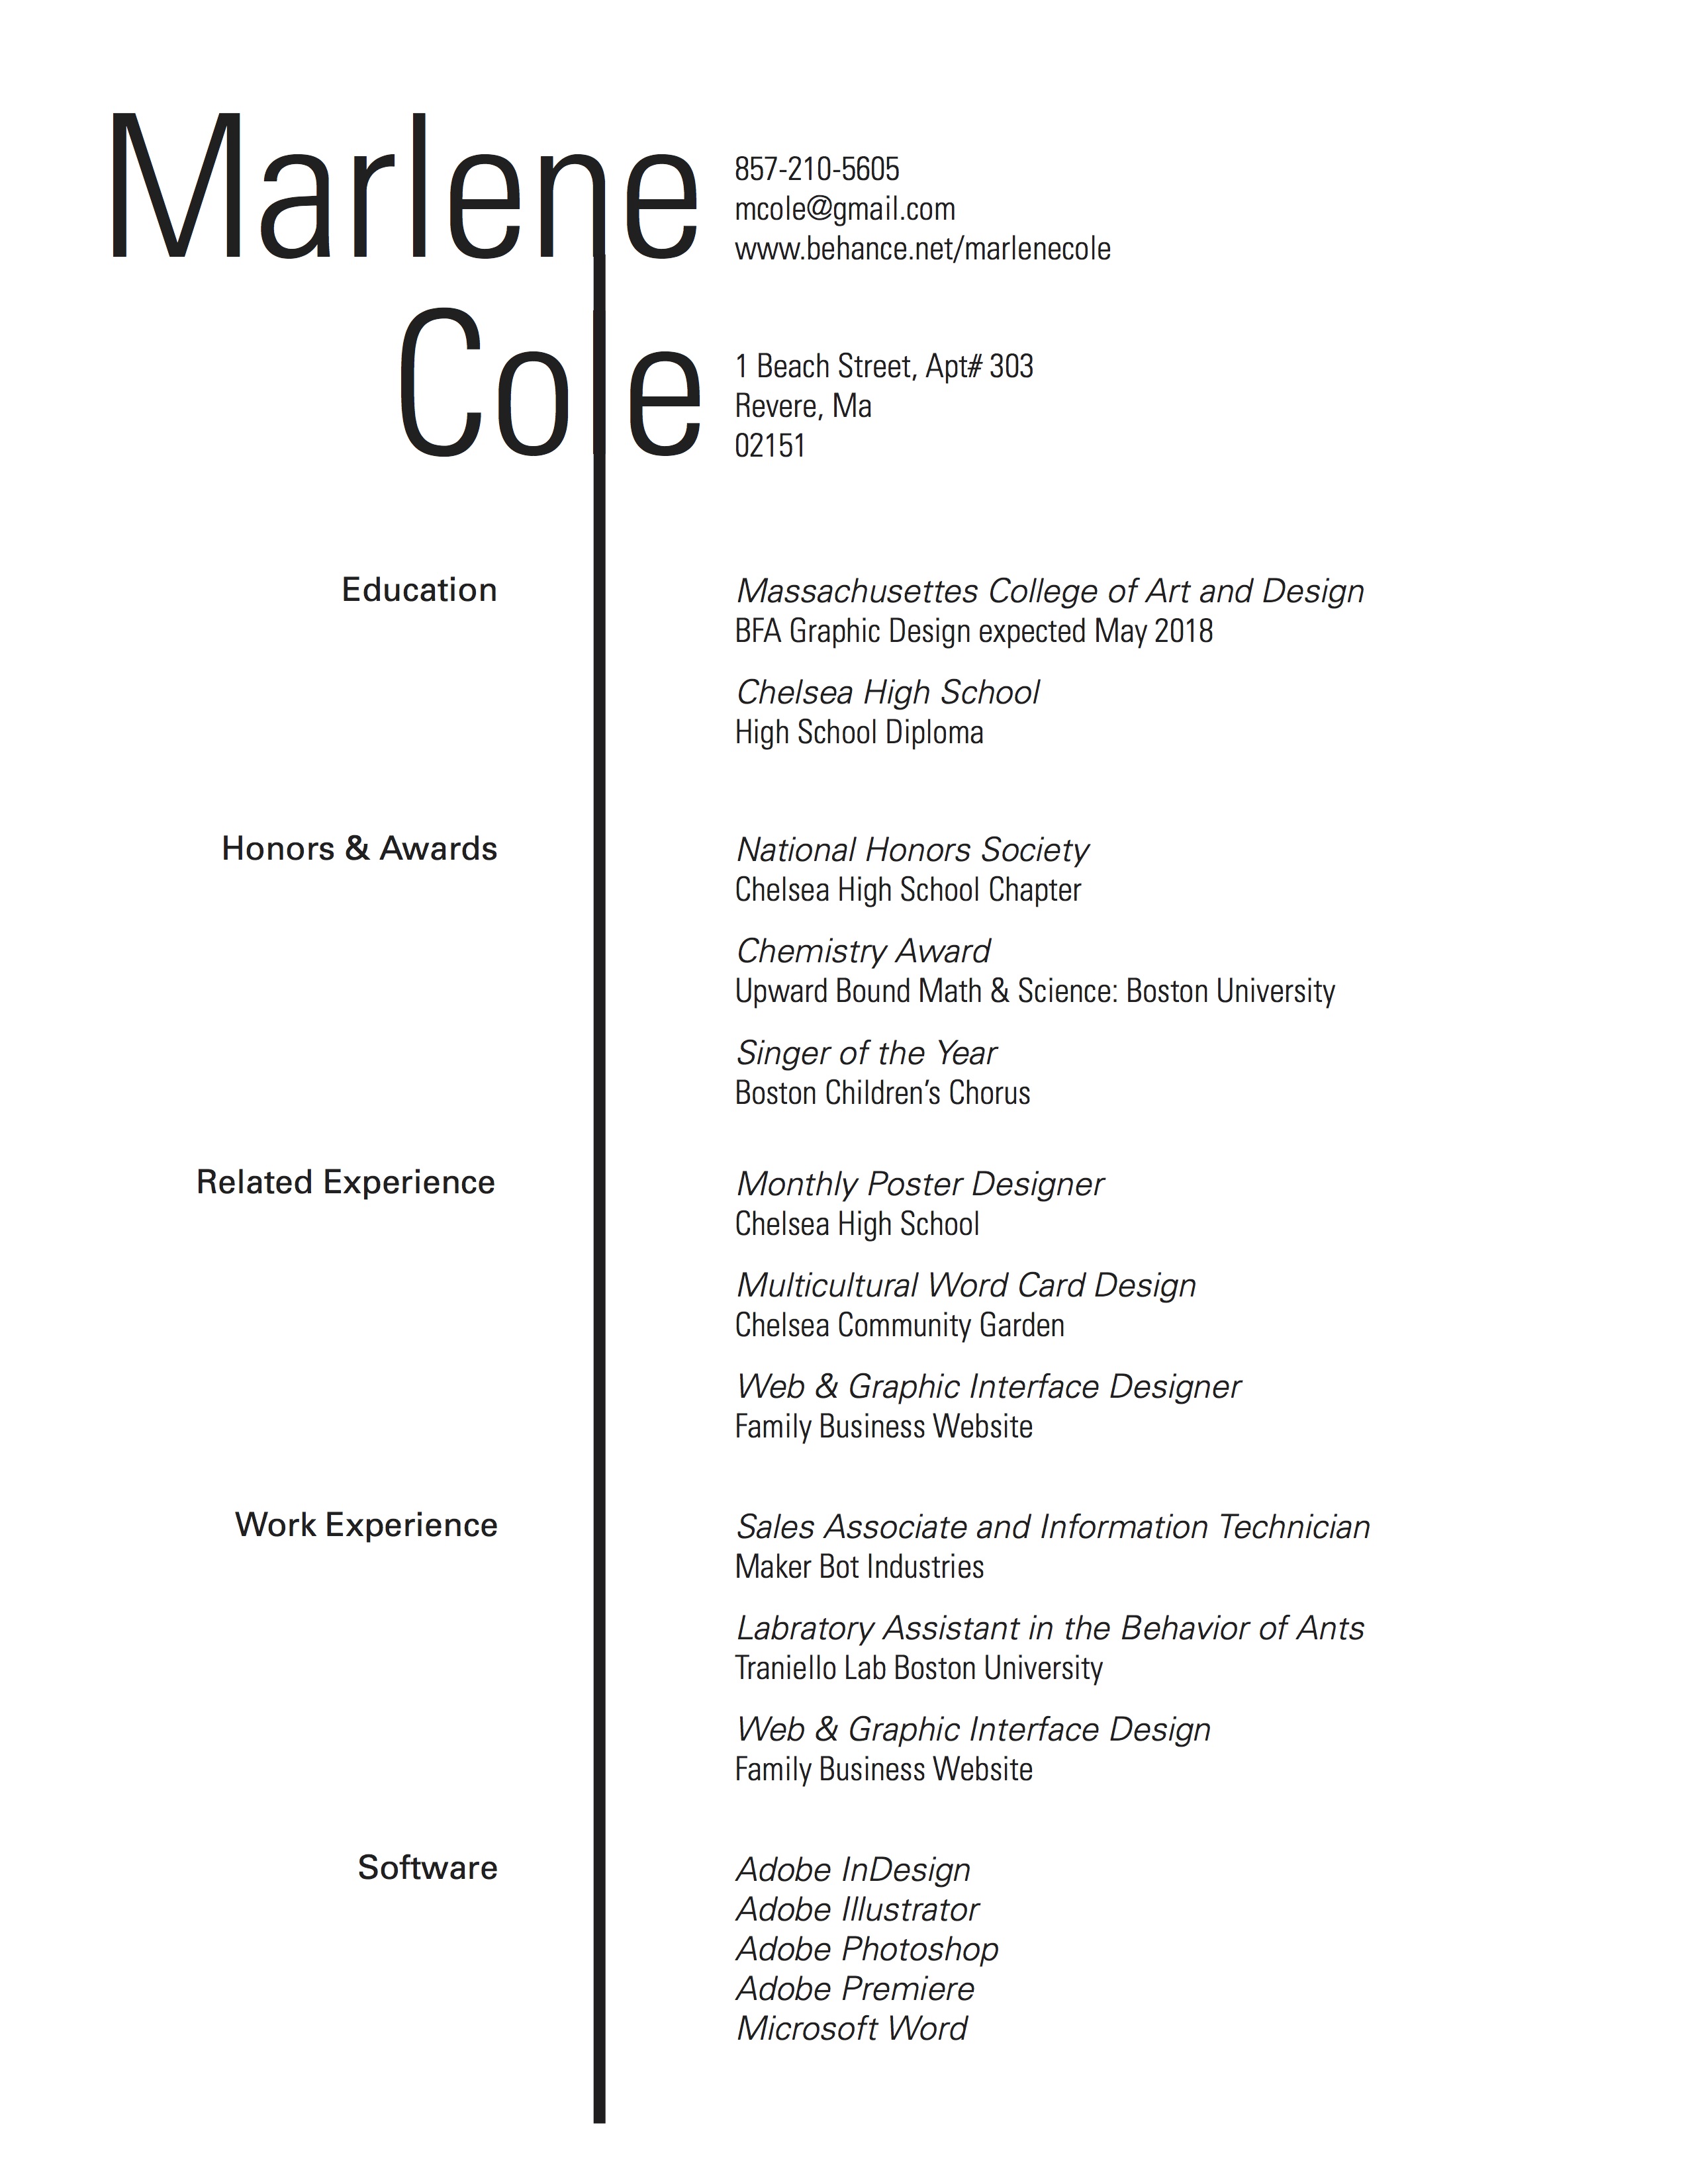 Marlene
857-210-5605
mcole@gmail.com
www.behance.net/marlenecole
Cole
1 Beach Street, Apt# 303
Revere, Ma
02151
Education
Massachusettes College of Art and Design
BFA Graphic Design expected May 2018
Chelsea High School
High School Diploma
Honors & Awards
National Honors Society
Chelsea High School Chapter
Chemistry Award
Upward Bound Math & Science: Boston University
Singer of the Year
Boston Children’s Chorus
Related Experience
Monthly Poster Designer
Chelsea High School
Multicultural Word Card Design
Chelsea Community Garden
Web & Graphic Interface Designer
Family Business Website
Work Experience
Sales Associate and Information Technician
Maker Bot Industries
Labratory Assistant in the Behavior of Ants
Traniello Lab Boston University
Web & Graphic Interface Design
Family Business Website
Software
Adobe InDesign
Adobe Illustrator
Adobe Photoshop
Adobe Premiere
Microsoft Word